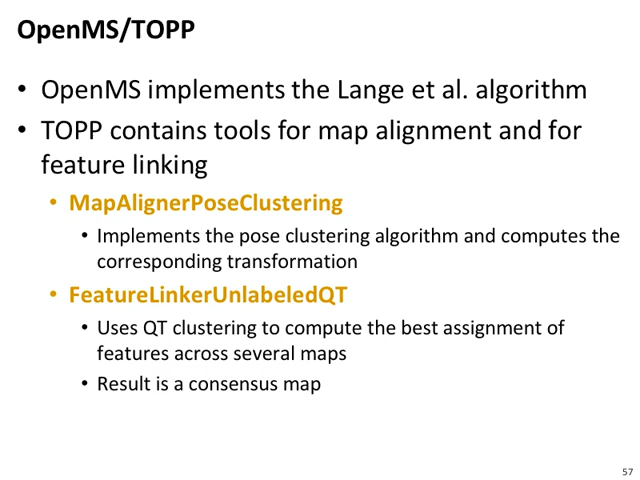 OpenMS/TOPP
• OpenMS implements the Lange et al. algorithm
• TOPP contains tools for map alignment and for
feature linking
• MapAlignerPoseClustering
• Implements the pose clustering algorithm and computes the
corresponding transformation
• FeatureLinkerUnlabeledQT
• Uses QT clustering to compute the best assignment of
features across several maps
• Result is a consensus map
57